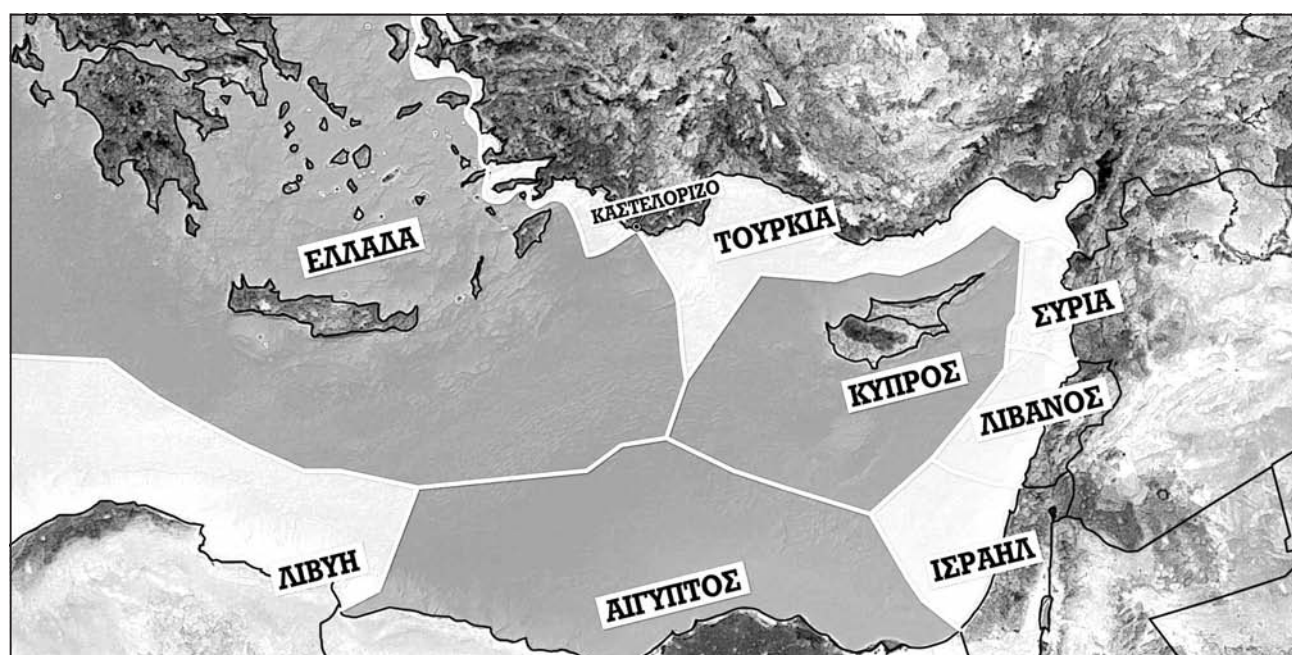 ΚΑΣΤΕΛΟΡΙΖΟ
ΤΟΥΡΚΙΑ
ΕΛΛΑΔΑ
ΣΥΡΙΑ
ΚΥΠΡΟΣ
ΛΙΒΑΝΟΣ
ΛΙΒΥΗ
ΙΣΡΑΗΛ
ΑΙΓΥΠΤΟΣ